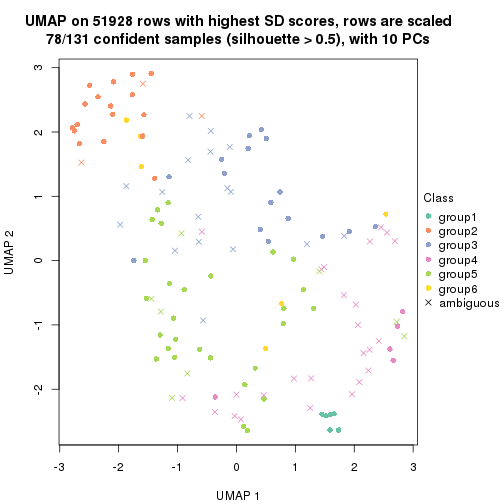 UMAP on 51928 rows with highest SD scores, rows are scaled
78/131 confident samples (silhouette > 0.5), with 10 PCs
3
2
1
0
-1
-2
UMAP 2
-3
-2
-1
0
1
2
3
UMAP 1
Class
group1
group2
group3
group4
group5
group6
ambiguous